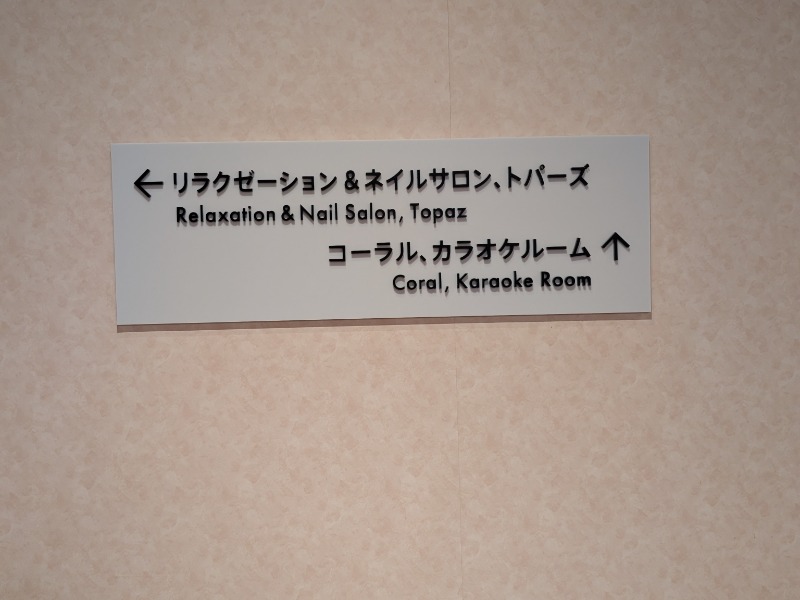 ← リラクゼーション & ネイルサロン、トパーズ
Relaxation & Nail Salon, Topaz
コーラル、カラオケルーム ↑
Coral, Karaoke Room